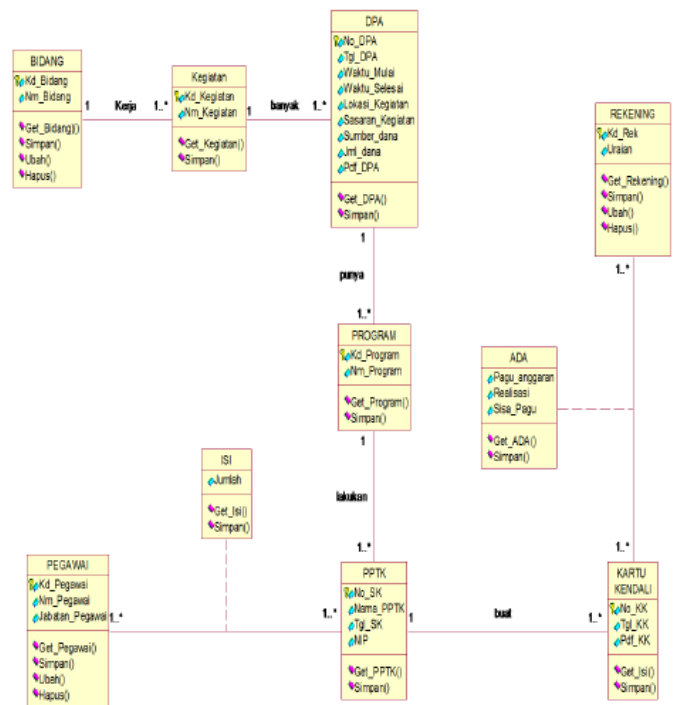 BIDANG
Kd_Bidang
Nm_Bidang
Get_Bidang()
Simpan()
Ubah()
Hapus()
1
Kerja
1..*
Kegiatan
Kd_Kegiatan
Nm_Kegiatan
Get_Kegiatan()
Simpan()
1
banyak
1..*
DPA
No_DPA
Tgl_DPA
Waktu_Mulai
Waktu_Selesai
Lokasi_Kegiatan
Sasaran_Kegiatan
Sumber_dana
Jml_dana
Pdf_DPA
Get_DPA()
Simpan()
1
punya
1..*
PROGRAM
Kd_Program
Nm_Program
Get_Program()
Simpan()
1
lakukan
1..*
REKENING
Kd_Rek
Uraian
Get_Rekening()
Simpan()
Ubah()
Hapus()
1..*
ADA
Pagu_anggaran
Realisasi
Sisa_Pagu
Get_ADA()
Simpan()
1..*
ISI
Jumlah
Get_Isi()
Simpan()
PEGAWAI
Kd_Pegawai
Nm_Pegawai
Jabatan_Pegawai
Get_Pegawai()
Simpan()
Ubah()
Hapus()
1..*
1..*
PPTK
No_SK
Nama_PPTK
Tgl_SK
NIP
Get_PPTK()
Simpan()
1
buat
1..*
KARTU
KENDALI
No_KK
Tgl_KK
Pdf_KK
Get_Isi()
Simpan()